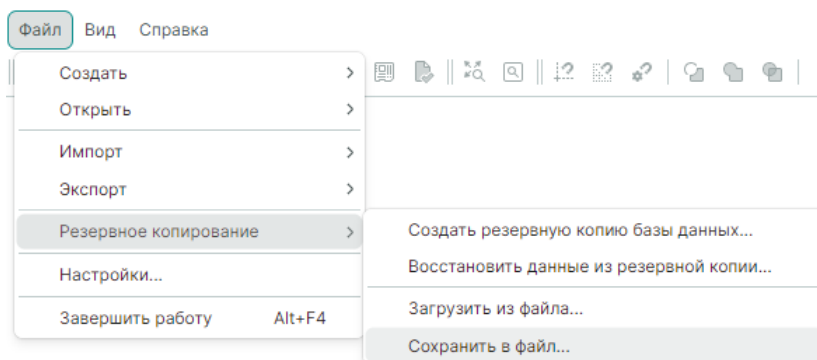 Файл Вид Справка
Создать
Открыть
Импорт
Экспорт
Резервное копирование
Создать резервную копию базы данных...
Восстановить данные из резервной копии...
Настройки...
Загрузить из файла...
Завершить работу Alt+F4
Сохранить в файл...